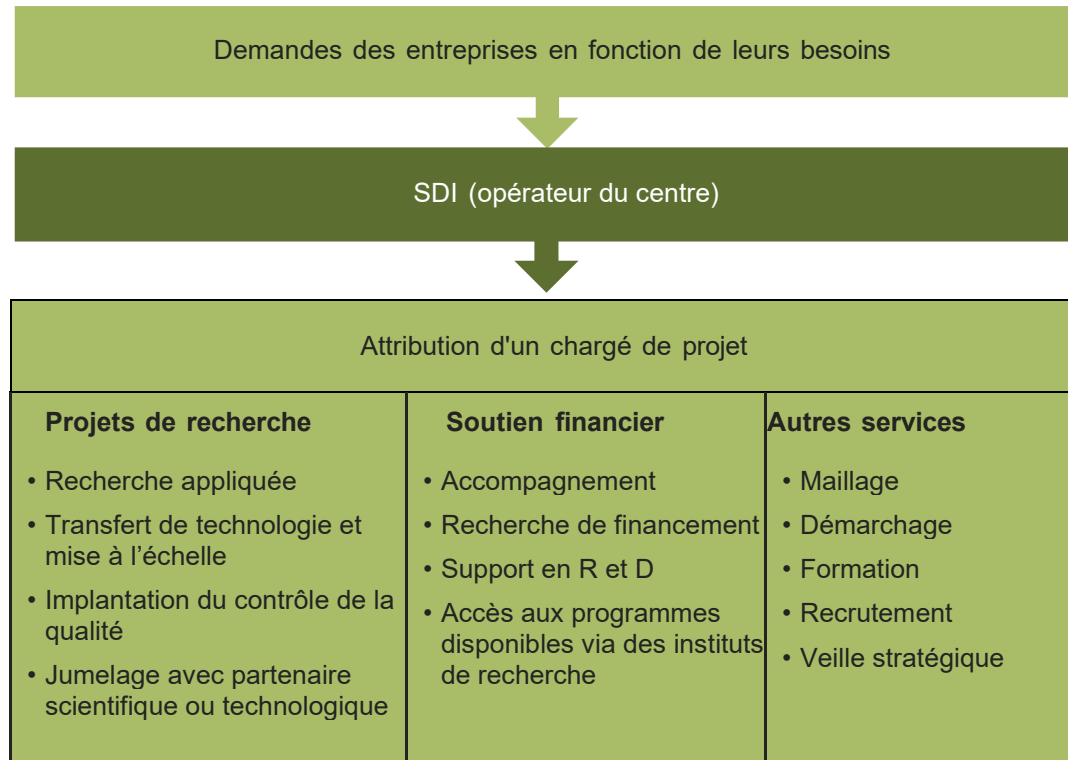 Demandes des entreprises en fonction de leurs besoins
SDI (opérateur du centre)
Attribution d'un chargé de projet
Projets de recherche
• Recherche appliquée
• Transfert de technologie et
mise à l’échelle
• Implantation du contrôle de la
qualité
• Jumelage avec partenaire
scientifique ou technologique
Soutien financier
• Accompagnement
• Recherche de financement
• Support en R et D
• Accès aux programmes
disponibles via des instituts
de recherche
Autres services
• Maillage
• Démarchage
• Formation
• Recrutement
• Veille stratégique